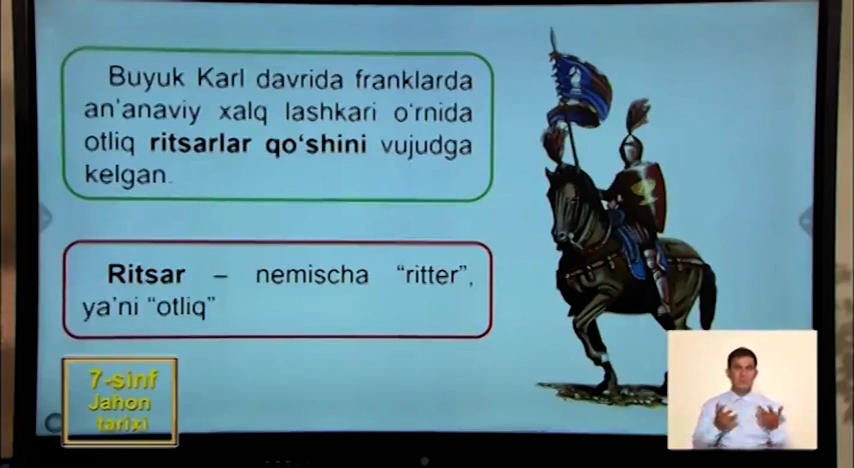 Buyuk Karl davrida franklarda
an'anaviy xalq lashkari o‘rnida
otliq ritsarlar qo‘shini vujudga
kelgan.
Ritsar – nemischa “ritter”,
ya'ni “otliq”
7-sinf
Jahon
tarixi